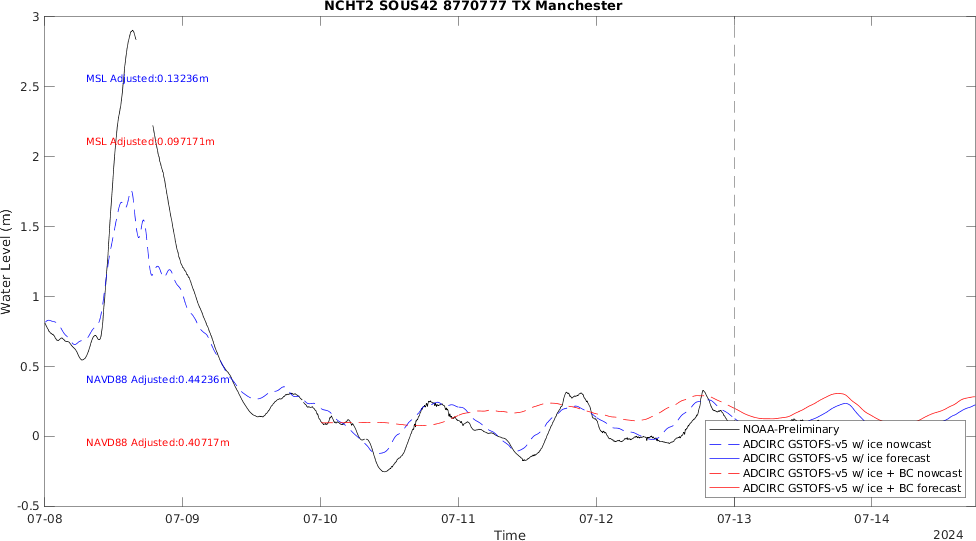 NCHT2 SOUS42 8770777 TX Manchester
3
2.5
2
1.5
1
0.5
0
-0.5
Water Level (m)
MSL Adjusted:0.13236m
MSL Adjusted:0.097171m
NAVD88 Adjusted:0.44236m
NAVD88 Adjusted:0.40717m
NOAA-Preliminary
ADCIRC GSTOFS-v5 w/ ice nowcast
ADCIRC GSTOFS-v5 w/ ice forecast
ADCIRC GSTOFS-v5 w/ ice + BC nowcast
ADCIRC GSTOFS-v5 w/ ice + BC forecast
07-08 07-09 07-10 07-11 07-12 07-13 07-14
Time
2024